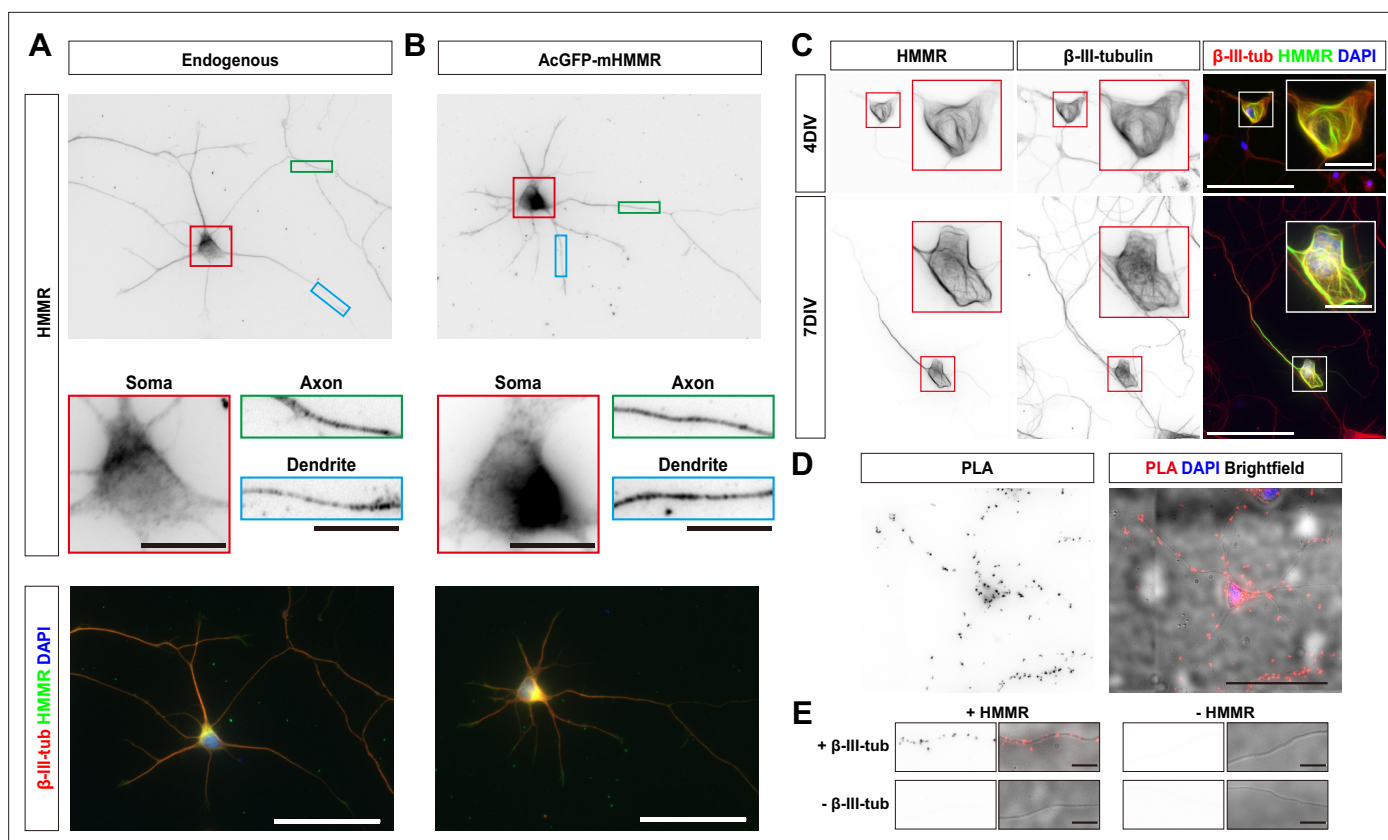 A
Endogenous
HMMR
Soma
Axon
Dendrite
β-III-tub HMMR DAPI
B
AcGFP-mHMMR
Soma
Axon
Dendrite
C
HMMR
β-III-tubulin
β-III-tub HMMR DAPI
4DIV
7DIV
D
PLA
PLA DAPI Brightfield
E
+ HMMR
- HMMR
+ β-III-tub
- β-III-tub